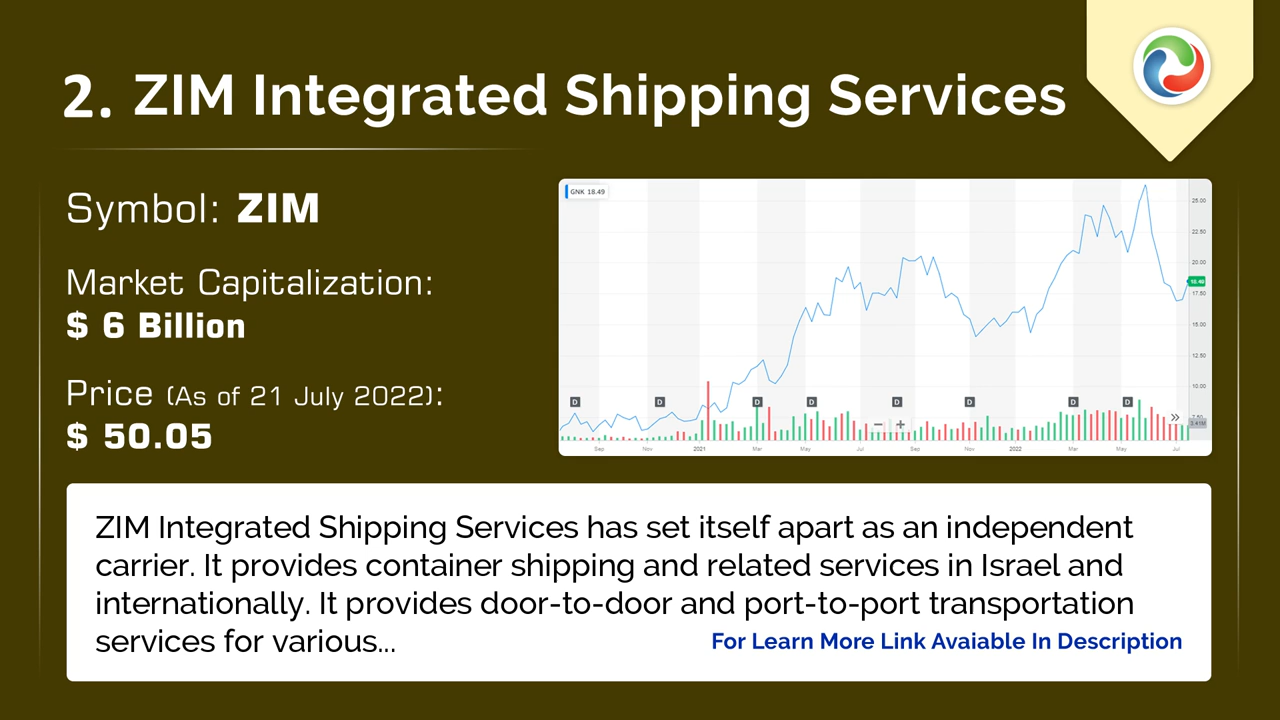 2. ZIM Integrated Shipping Services
Symbol: ZIM
Market Capitalization:
$ 6 Billion
Price (As of 21 July 2022):
$ 50.05
GNK 18.49
25.00
22.50
20.00
18.49
17.50
15.00
12.50
10.00
D D D D D D D D
7.50
3.41M
− +
»
Sep Nov 2021 Mar May Jul Sep Nov 2022 Mar May Jul
ZIM Integrated Shipping Services has set itself apart as an independent
carrier. It provides container shipping and related services in Israel and
internationally. It provides door-to-door and port-to-port transportation
services for various...
For Learn More Link Avaiable In Description